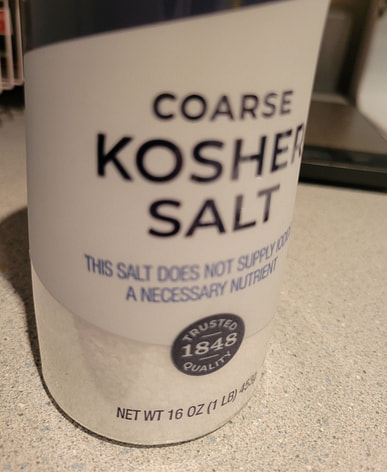 COARSE
KOSHER
SALT
THIS SALT DOES NOT SUPPLY
A NECESSARY NUTRIENT
TRUSTED
1848
QUALITY
NET WT 16 OZ (1 LB) 453g